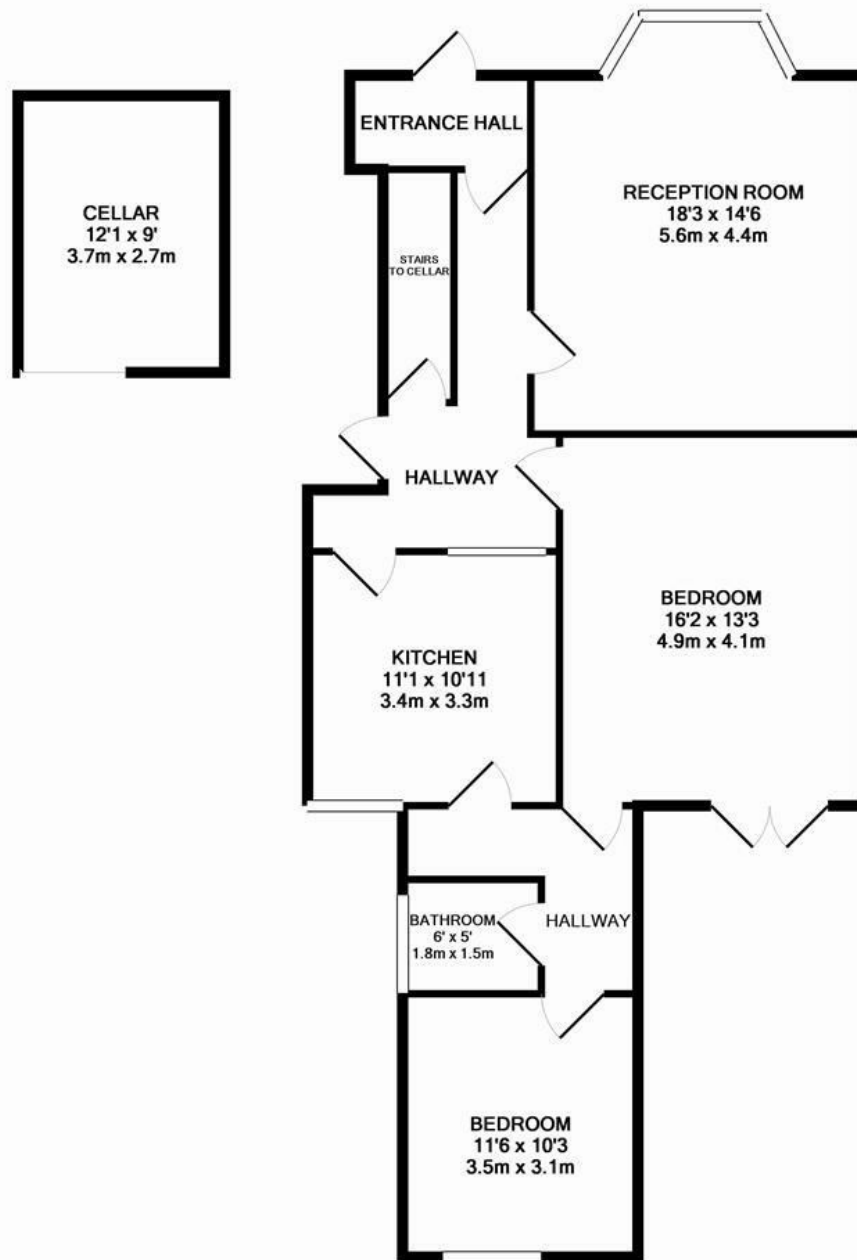 ENTRANCE HALL
RECEPTION ROOM
18'3 x 14'6
5.6m x 4.4m
CELLAR
12'1 x 9'
3.7m x 2.7m
STAIRS
TO CELLAR
HALLWAY
BEDROOM
16'2 x 13'3
4.9m x 4.1m
KITCHEN
11'1 x 10'11
3.4m x 3.3m
BATHROOM
6' x 5'
1.8m x 1.5m
HALLWAY
BEDROOM
11'6 x 10'3
3.5m x 3.1m